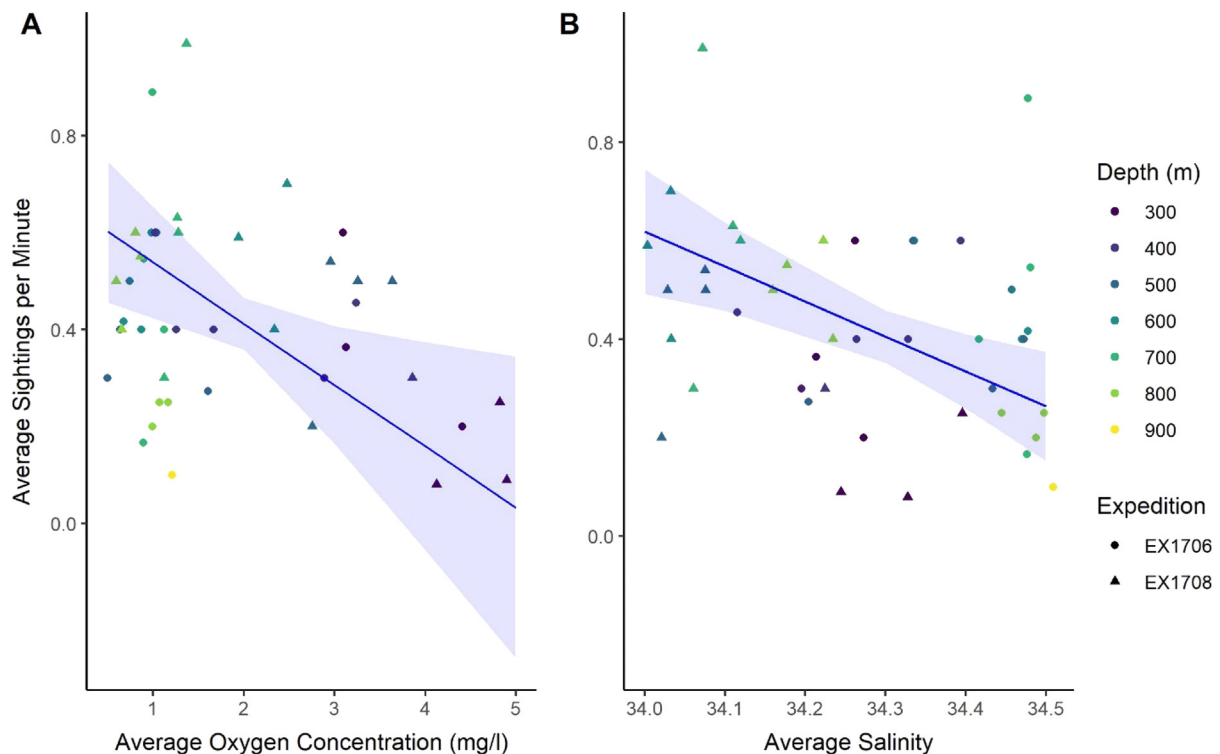 A
B
Average Sightings per Minute
0.8
0.4
0.0
1 2 3 4 5
Average Oxygen Concentration (mg/l)
0.8
0.4
0.0
34.0 34.1 34.2 34.3 34.4 34.5
Average Salinity
Depth (m)
300
400
500
600
700
800
900
Expedition
EX1706
EX1708